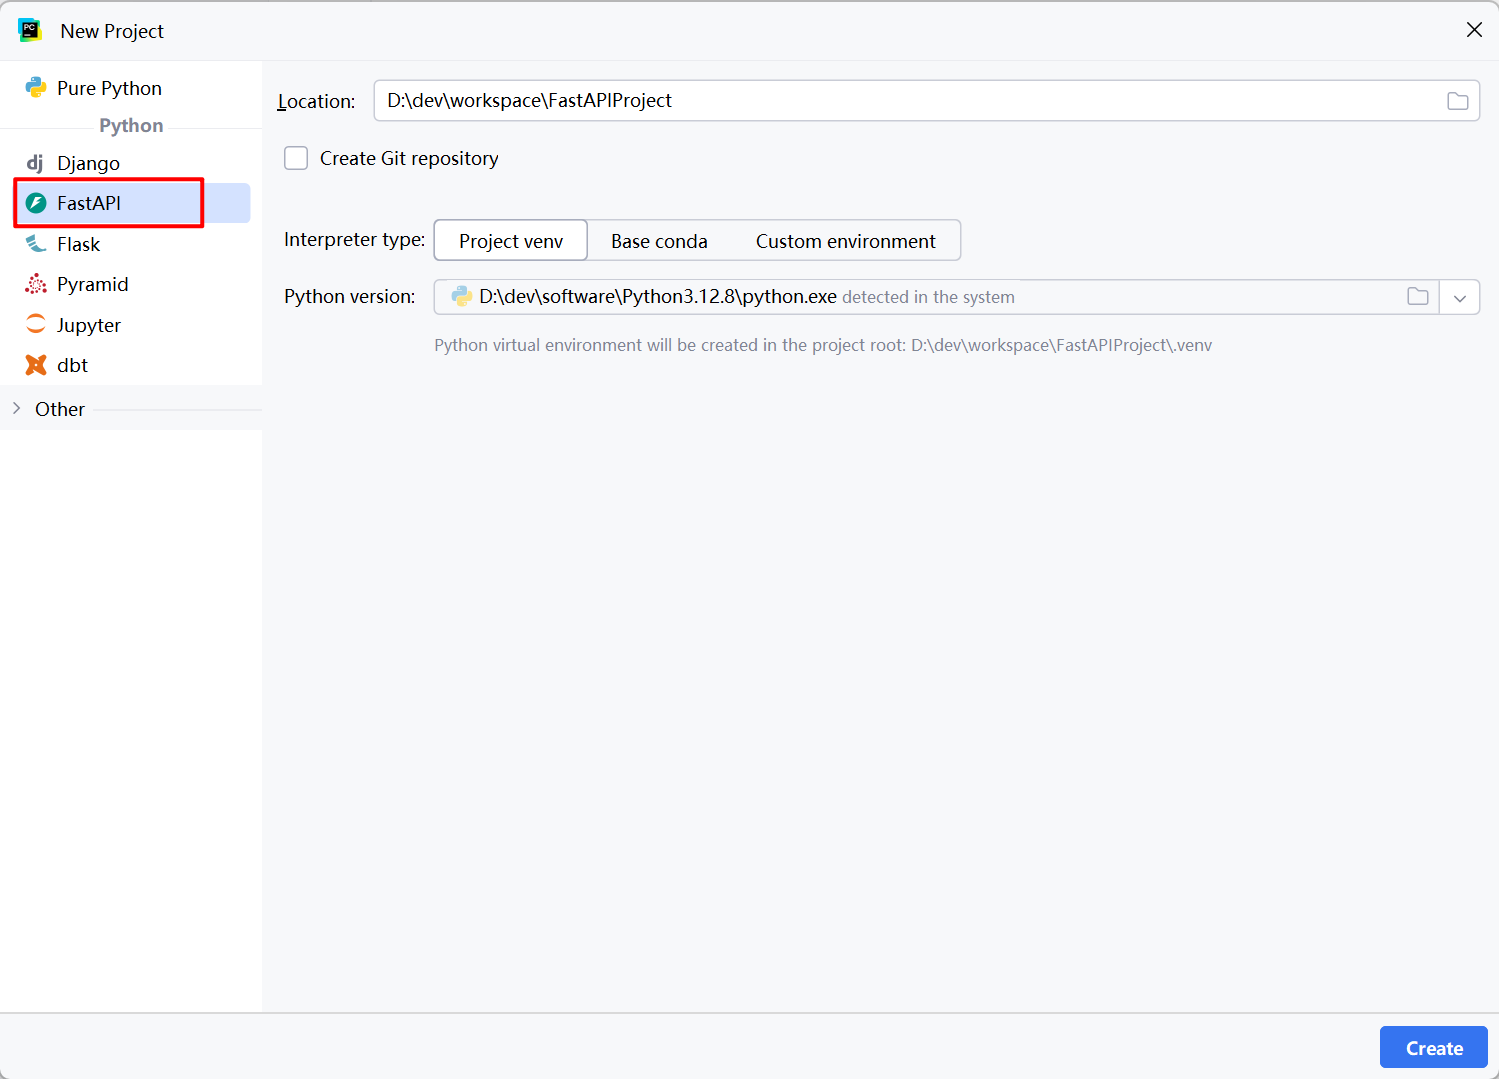 New Project
Pure Python
Python
Django
FastAPI
Flask
Pyramid
Jupyter
dbt
Other
Location: D:\dev\workspace\FastAPIProject
Create Git repository
Interpreter type: Project venv Base conda Custom environment
Python version: D:\dev\software\Python3.12.8\python.exe detected in the system
Python virtual environment will be created in the project root: D:\dev\workspace\FastAPIProject\.venv
Create